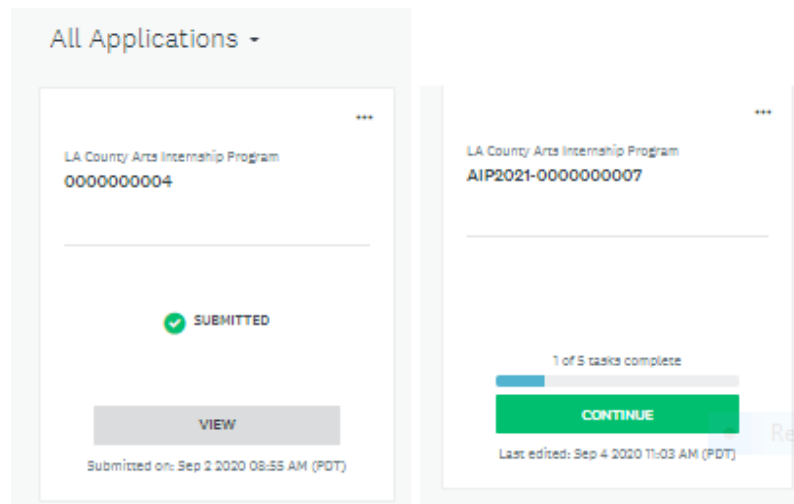 All Applications
...
LA County Arts Internship Program
0000000004
SUBMITTED
VIEW
Submitted on: Sep 2 2020 08:55 AM (PDT)
...
LA County Arts Internship Program
AIP2021-0000000007
1 of 5 tasks complete
CONTINUE
Last edited: Sep 4 2020 11:03 AM (PDT)